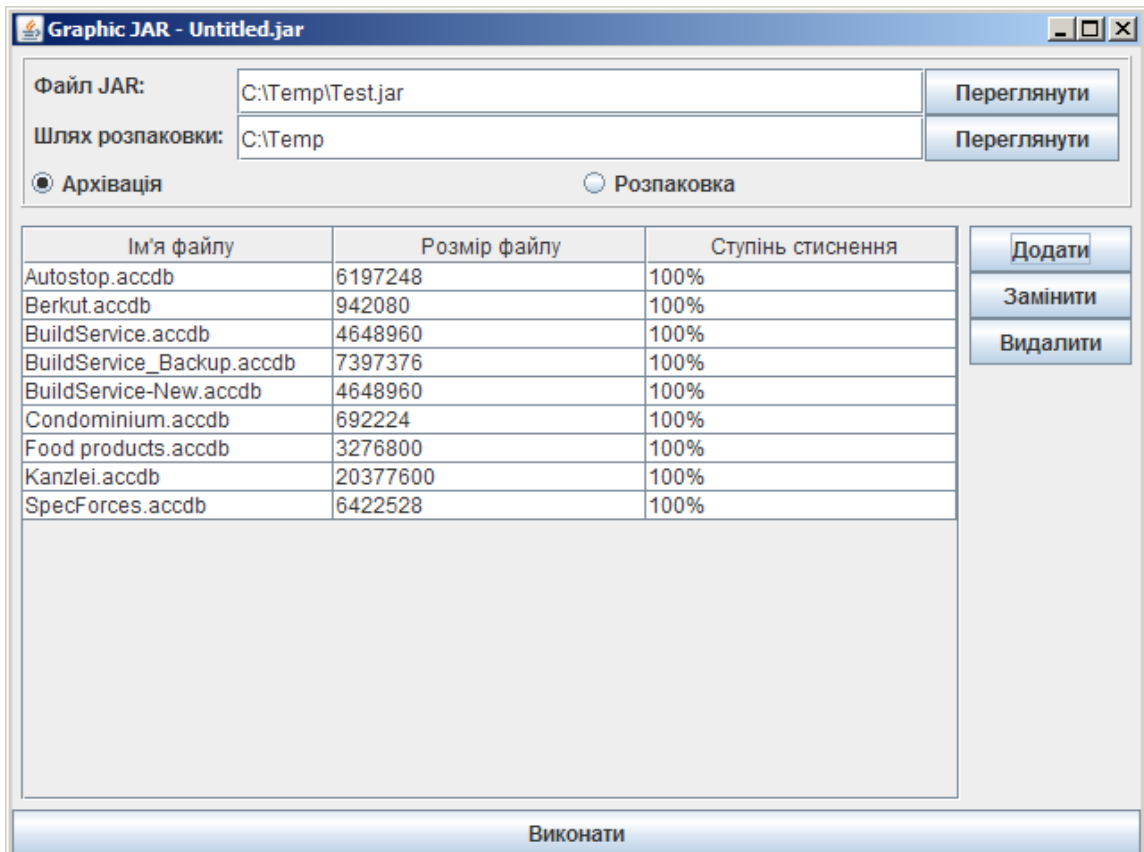 Graphic JAR - Untitled.jar
Файл JAR: C:\Temp\Test.jar Переглянути
Шлях розпаковки: C:\Temp Переглянути
Архівація Розпаковка
Ім'я файлу Розмір файлу Ступінь стиснення Додати
Autostop.accdb 6197248 100%
Berkut.accdb 942080 100% Замінити
BuildService.accdb 4648960 100% Видалити
BuildService_Backup.accdb 7397376 100%
BuildService-New.accdb 4648960 100%
Condominium.accdb 692224 100%
Food products.accdb 3276800 100%
Kanzlei.accdb 20377600 100%
SpecForces.accdb 6422528 100%
Виконати